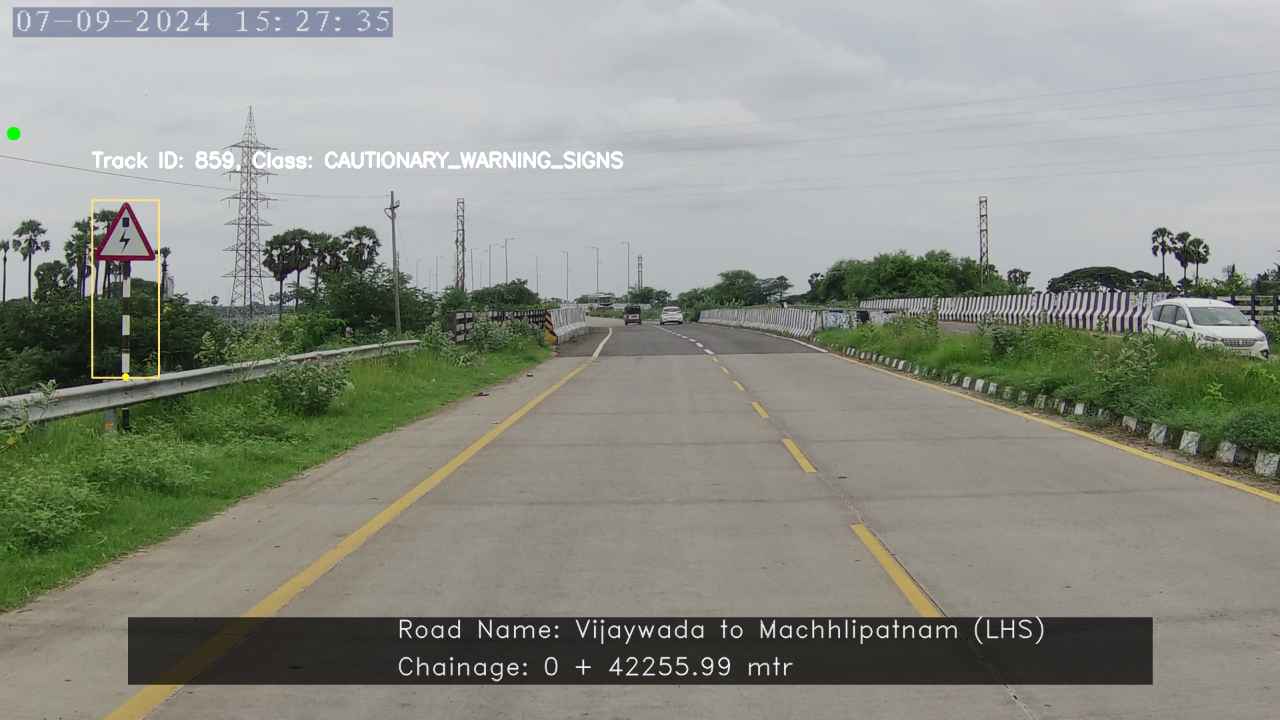 07-09-2024 15:27:35
Track ID: 859, Class: CAUTIONARY_WARNING_SIGNS
Road Name: Vijaywada to Machhlipatnam (LHS)
Chainage: 0 + 42255.99 mtr